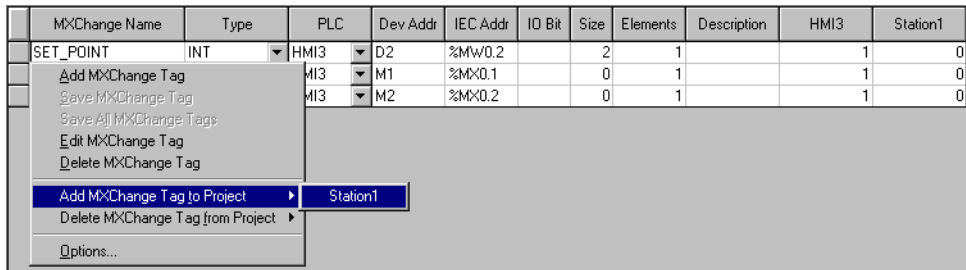 MXChange Name Type PLC Dev Addr IEC Addr IO Bit Size Elements Description HMI3 Station1
SET_POINT INT HMI3 D2 %MW0.2 2 1 1 0
Add MXChange Tag MI3 M1 %MX0.1 0 1 1 0
Save MXChange Tag MI3 M2 %MX0.2 0 1 1 0
Save All MXChange Tags
Edit MXChange Tag
Delete MXChange Tag
Add MXChange Tag to Project Station1
Delete MXChange Tag from Project
Options...